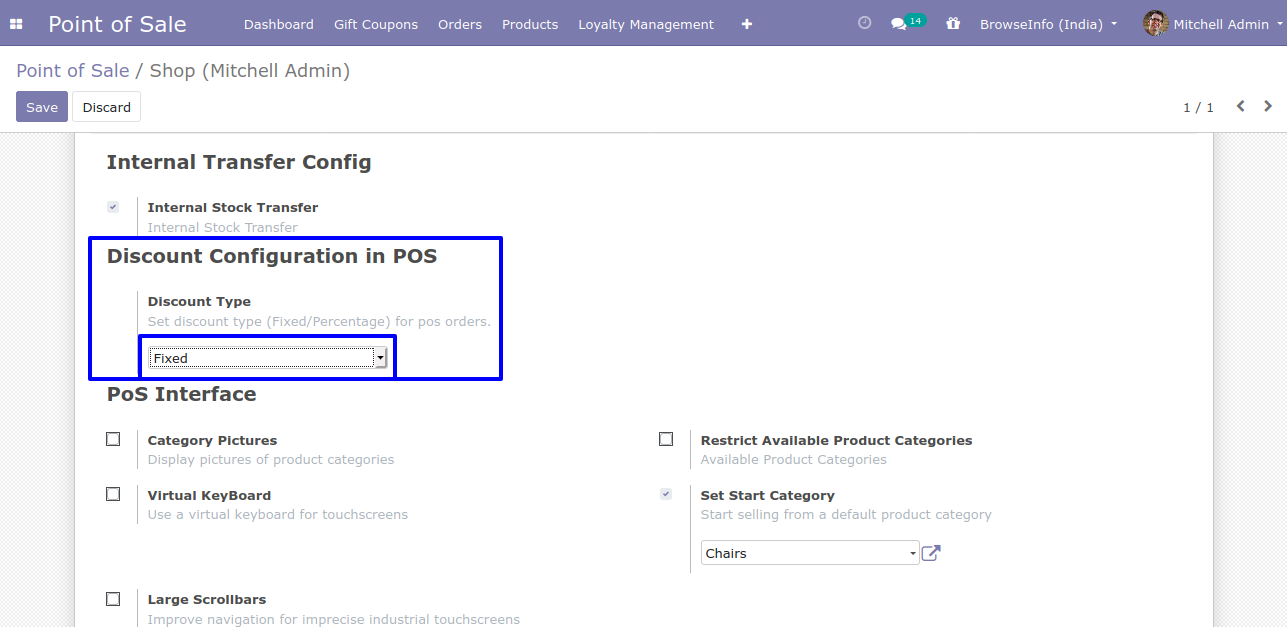 Point of Sale Dashboard Gift Coupons Orders Products Loyalty Management + 14 BrowseInfo (India) Mitchell Admin
Point of Sale / Shop (Mitchell Admin)
Save Discard 1 / 1
Internal Transfer Config
Internal Stock Transfer
Internal Stock Transfer
Discount Configuration in POS
Discount Type
Set discount type (Fixed/Percentage) for pos orders.
Fixed
PoS Interface
Category Pictures
Display pictures of product categories
Restrict Available Product Categories
Available Product Categories
Virtual KeyBoard
Use a virtual keyboard for touchscreens
Set Start Category
Start selling from a default product category
Chairs
Large Scrollbars
Improve navigation for imprecise industrial touchscreens